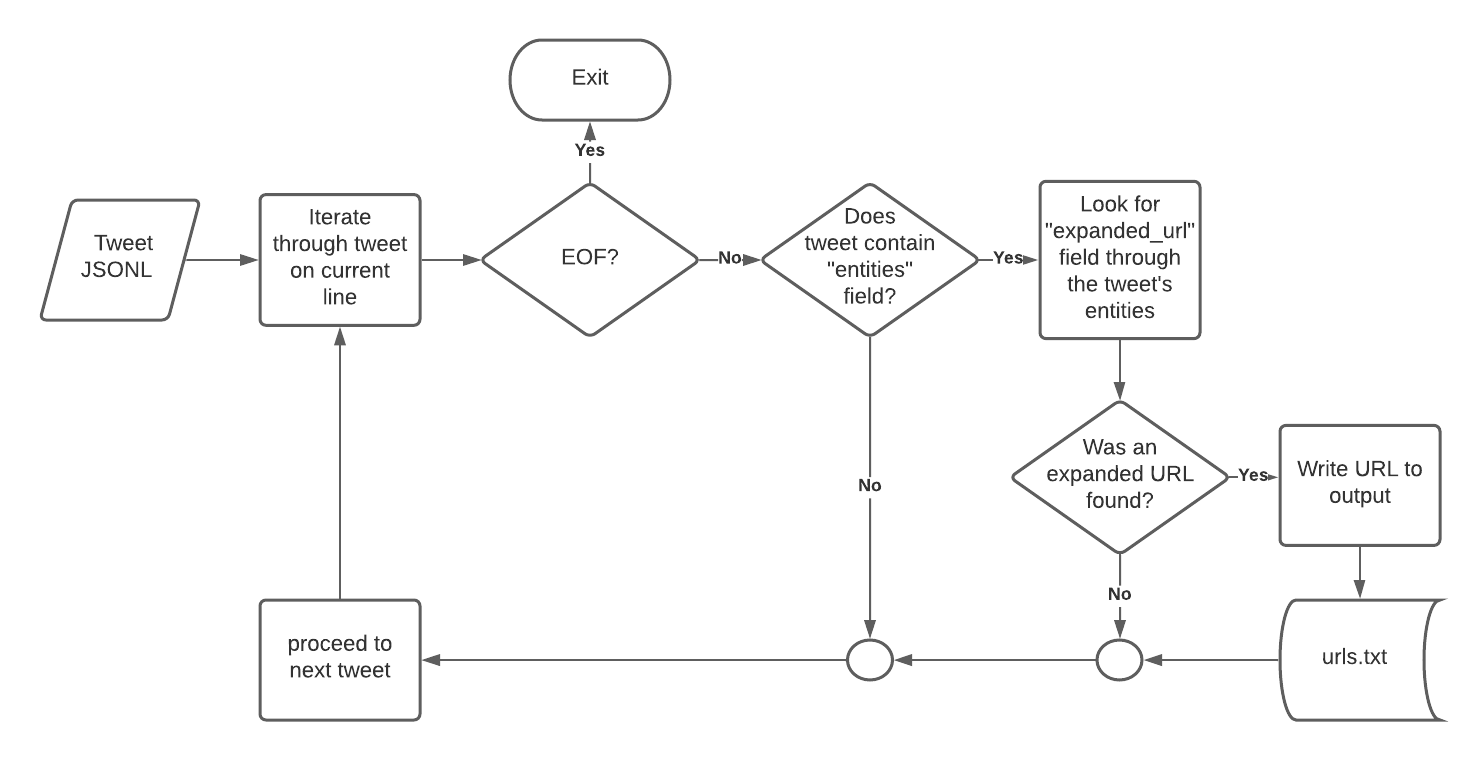 Exit
Yes
Tweet
JSONL
Iterate
through tweet
on current
line
EOF?
No
Does
tweet contain
"entities"
field?
Yes
Look for
"expanded_url"
field through
the tweet's
entities
Was an
expanded URL
found?
Yes
Write URL to
output
No
No
proceed to
next tweet
urls.txt